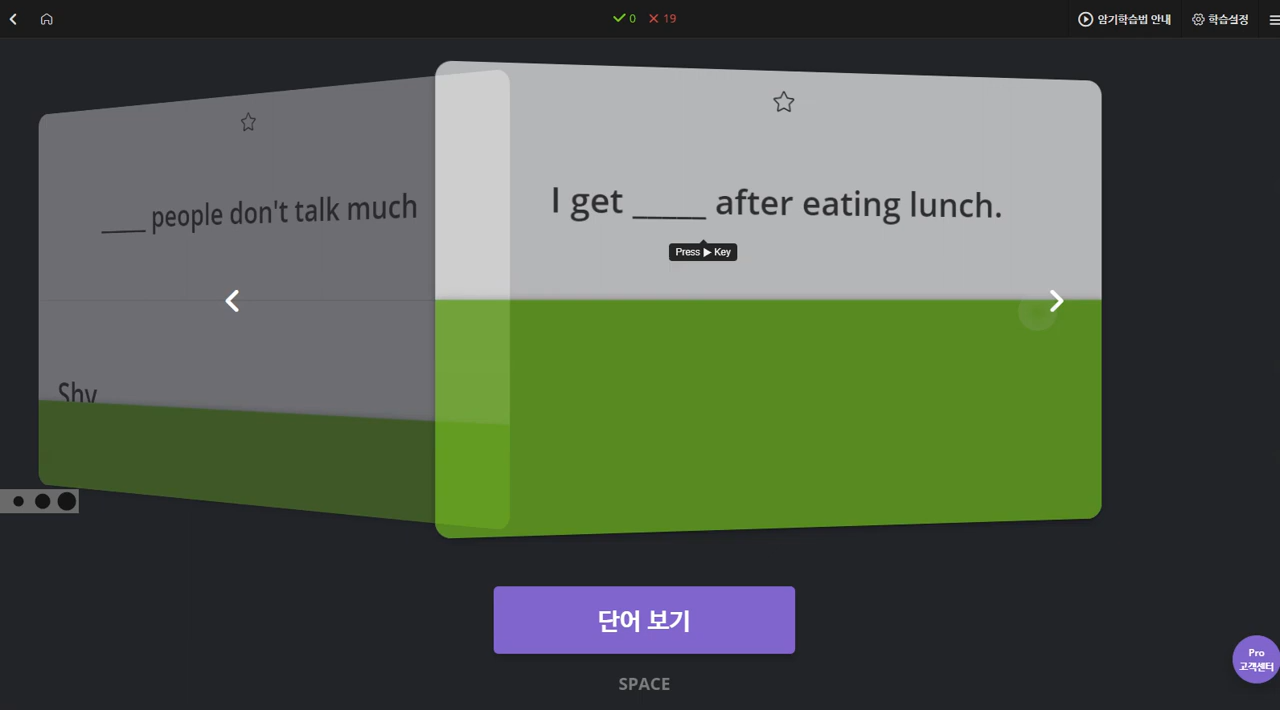 0 19
암기학습법 안내
학습설정
____ people don't talk much
Shy
I get _____ after eating lunch.
Press ▶ Key
단어 보기
SPACE
Pro
고객센터